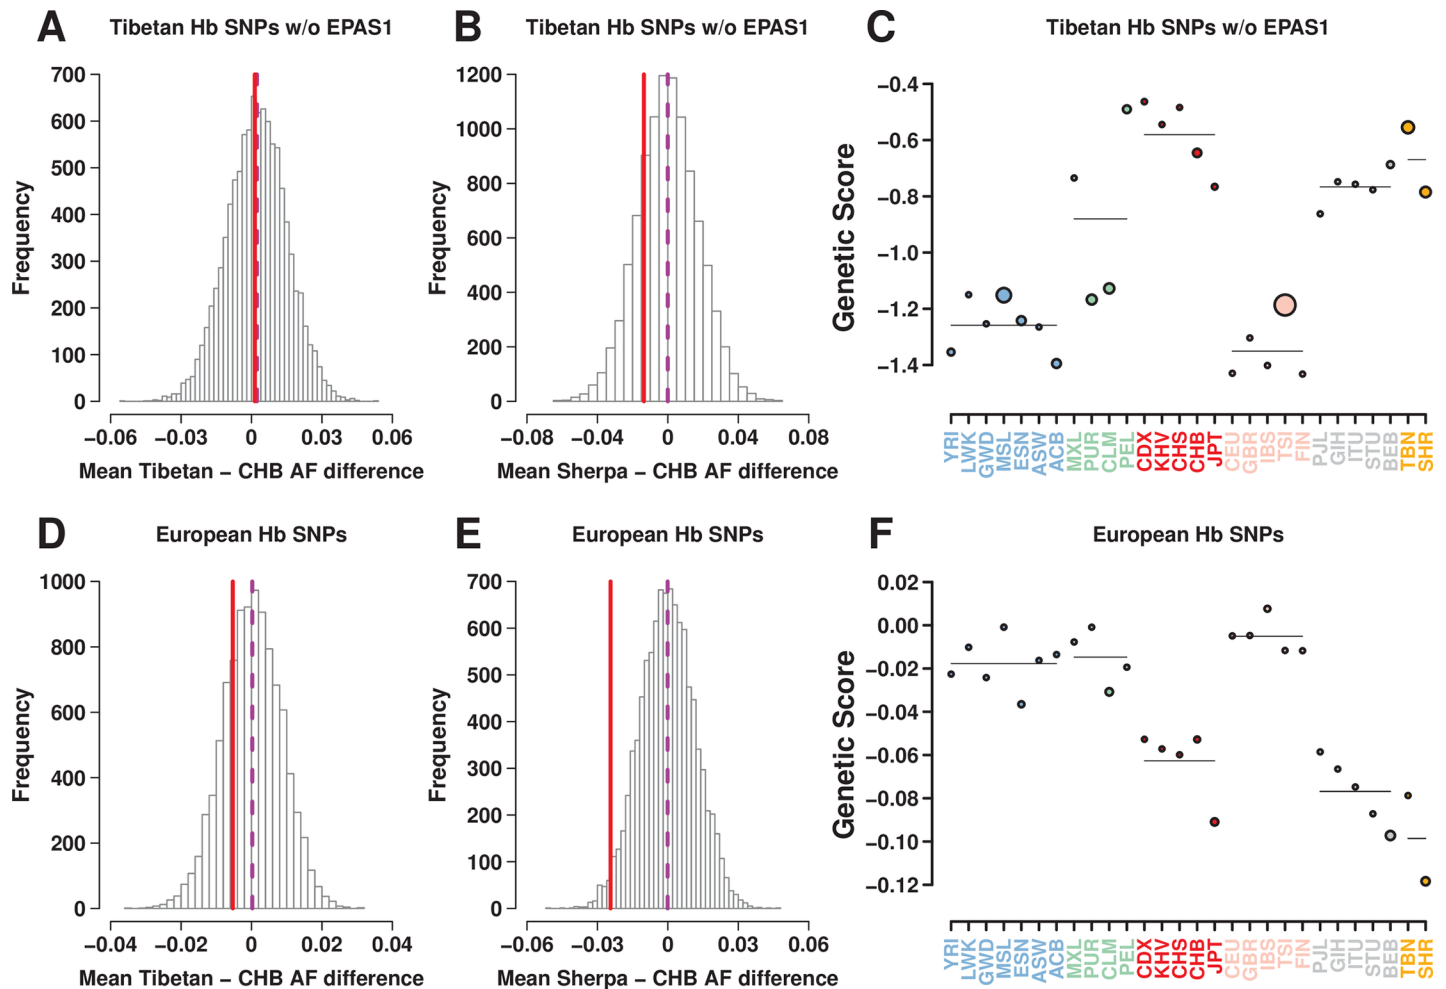 A
Tibetan Hb SNPs w/o EPAS1
700
600
500
400
300
200
100
0
Frequency
−0.06
−0.03
0
0.03
0.06
Mean Tibetan − CHB AF difference
B
Tibetan Hb SNPs w/o EPAS1
1200
1000
800
600
400
200
0
Frequency
−0.08
−0.04
0
0.04
0.08
Mean Sherpa − CHB AF difference
C
Tibetan Hb SNPs w/o EPAS1
−0.4
−0.6
−0.8
−1.0
−1.2
−1.4
Genetic Score
YRI
LWK
GWD
MSL
ESN
ASW
ACB
MXL
PUR
CLM
PEL
CDX
KHV
CHS
CHB
JPT
CEU
GBR
IBS
TSI
FIN
PJL
GIH
ITU
STU
BEB
TBN
SHR
D
European Hb SNPs
1000
800
600
400
200
0
Frequency
−0.04
−0.02
0
0.02
0.04
Mean Tibetan − CHB AF difference
E
European Hb SNPs
700
600
500
400
300
200
100
0
Frequency
−0.06
−0.03
0
0.03
0.06
Mean Sherpa − CHB AF difference
F
European Hb SNPs
0.02
0.00
−0.02
−0.04
−0.06
−0.08
−0.10
−0.12
Genetic Score
YRI
LWK
GWD
MSL
ESN
ASW
ACB
MXL
PUR
CLM
PEL
CDX
KHV
CHS
CHB
JPT
CEU
GBR
IBS
TSI
FIN
PJL
GIH
ITU
STU
BEB
TBN
SHR